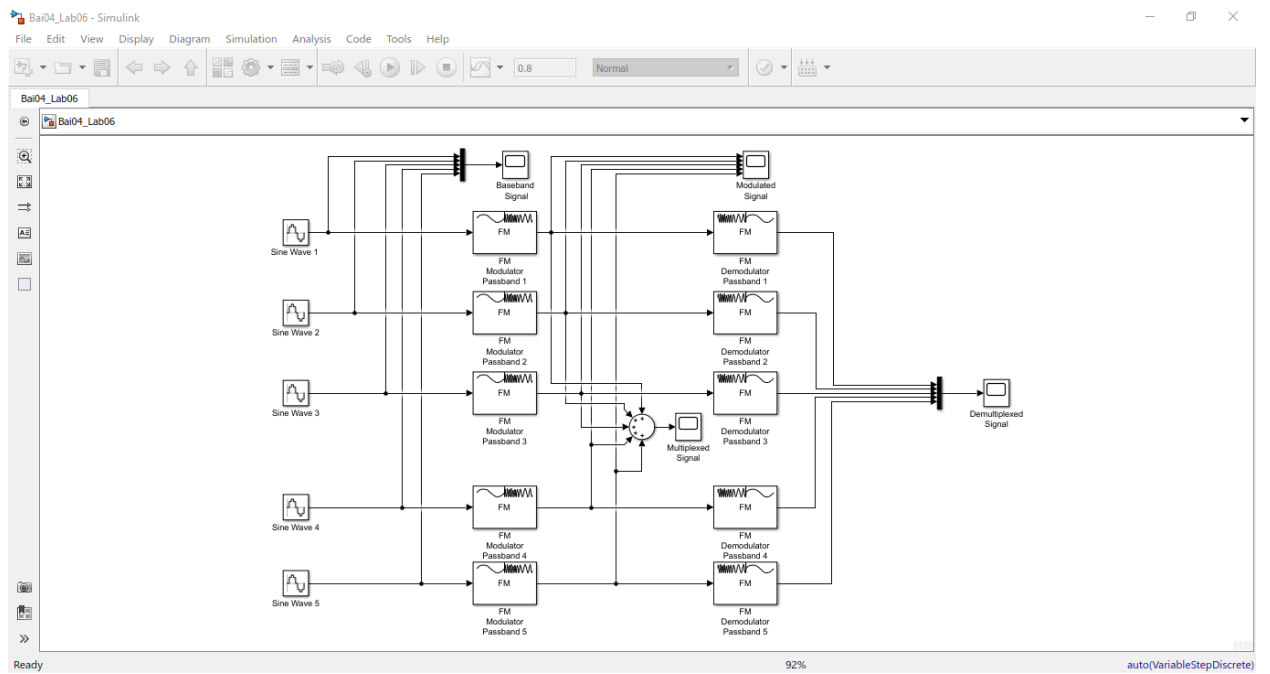 Bai04_Lab06 - Simulink
File Edit View Display Diagram Simulation Analysis Code Tools Help
0.8 Normal
Bai04_Lab06
Bai04_Lab06
Baseband
Signal
Modulated
Signal
Sine Wave 1
FM
FM
Modulator
Passband 1
FM
FM
Demodulator
Passband 1
Sine Wave 2
FM
FM
Modulator
Passband 2
FM
FM
Demodulator
Passband 2
Sine Wave 3
FM
FM
Modulator
Passband 3
Multiplexed
Signal
FM
FM
Demodulator
Passband 3
Demultiplexed
Signal
Sine Wave 4
FM
FM
Modulator
Passband 4
FM
FM
Demodulator
Passband 4
Sine Wave 5
FM
FM
Modulator
Passband 5
FM
FM
Demodulator
Passband 5
Ready 92% auto(VariableStepDiscrete)